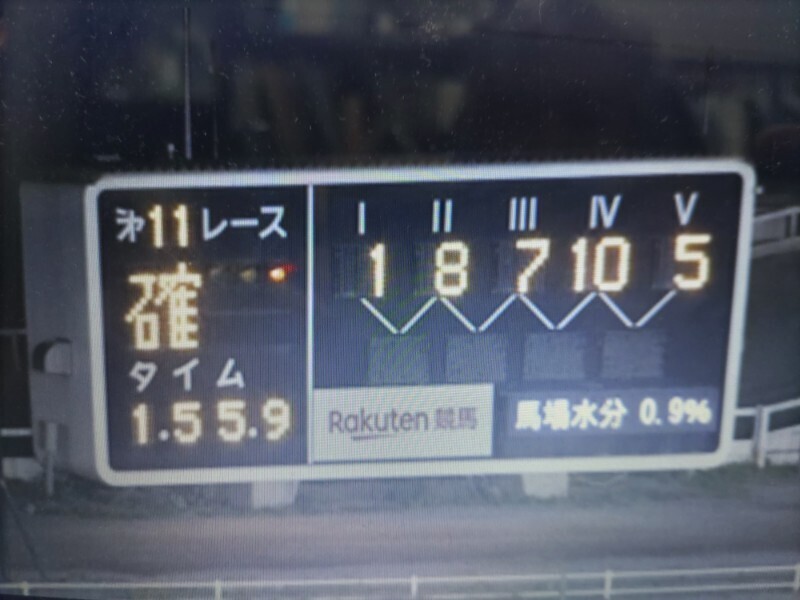 第11レース
確
タイム
1.55.9
I II III IV V
1 8 7 10 5
Rakuten 競馬
馬場水分 0.9%